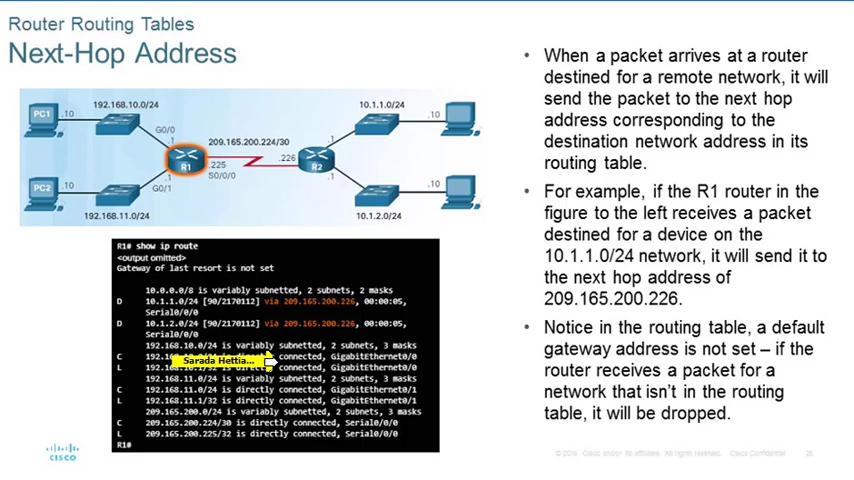 Router Routing Tables
Next-Hop Address
192.168.10.0/24
10.1.1.0/24
PC1
.10
.10
G0/0
.1
209.165.200.224/30
.1
R1
.225
.226
R2
S0/0/0
.1
G0/1
.1
PC2
.10
.10
192.168.11.0/24
10.1.2.0/24
R1# show ip route
<output omitted>
Gateway of last resort is not set
10.0.0.0/8 is variably subnetted, 2 subnets, 2 masks
D 10.1.1.0/24 [90/2170112] via 209.165.200.226, 00:00:05,
Serial0/0/0
D 10.1.2.0/24 [90/2170112] via 209.165.200.226, 00:00:05,
Serial0/0/0
192.168.10.0/24 is variably subnetted, 2 subnets, 3 masks
C connected, GigabitEthernet0/0
Sarada Hettia...
L connected, GigabitEthernet0/0
192.168.11.0/24 is variably subnetted, 2 subnets, 3 masks
C 192.168.11.0/24 is directly connected, GigabitEthernet0/1
L 192.168.11.1/32 is directly connected, GigabitEthernet0/1
209.165.200.0/24 is variably subnetted, 2 subnets, 3 masks
C 209.165.200.224/30 is directly connected, Serial0/0/0
L 209.165.200.225/32 is directly connected, Serial0/0/0
R1#
• When a packet arrives at a router
destined for a remote network, it will
send the packet to the next hop
address corresponding to the
destination network address in its
routing table.
• For example, if the R1 router in the
figure to the left receives a packet
destined for a device on the
10.1.1.0/24 network, it will send it to
the next hop address of
209.165.200.226.
• Notice in the routing table, a default
gateway address is not set – if the
router receives a packet for a
network that isn't in the routing
table, it will be dropped.
CISCO
Cisco and/or its affiliates. All rights reserved. Cisco Confidential